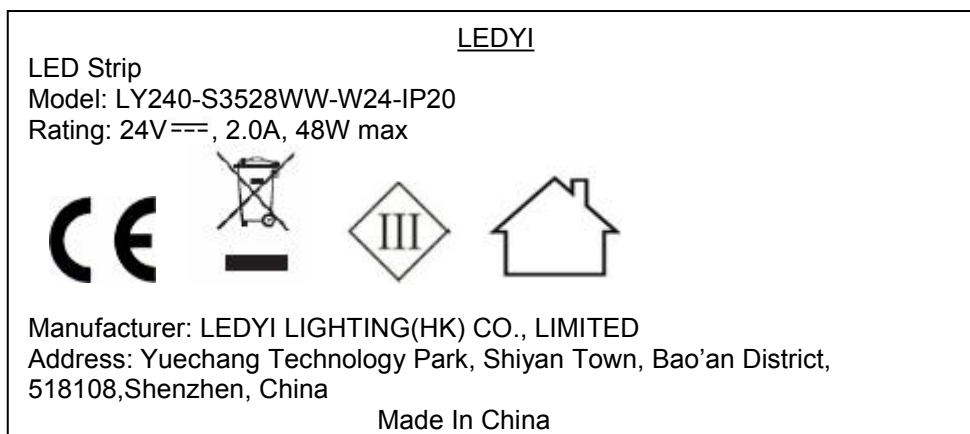 LEDYI
LED Strip
Model: LY240-S3528WW-W24-IP20
Rating: 24V⎓, 2.0A, 48W max
CE
III
Manufacturer: LEDYI LIGHTING(HK) CO., LIMITED
Address: Yuechang Technology Park, Shiyan Town, Bao’an District,
518108,Shenzhen, China
Made In China